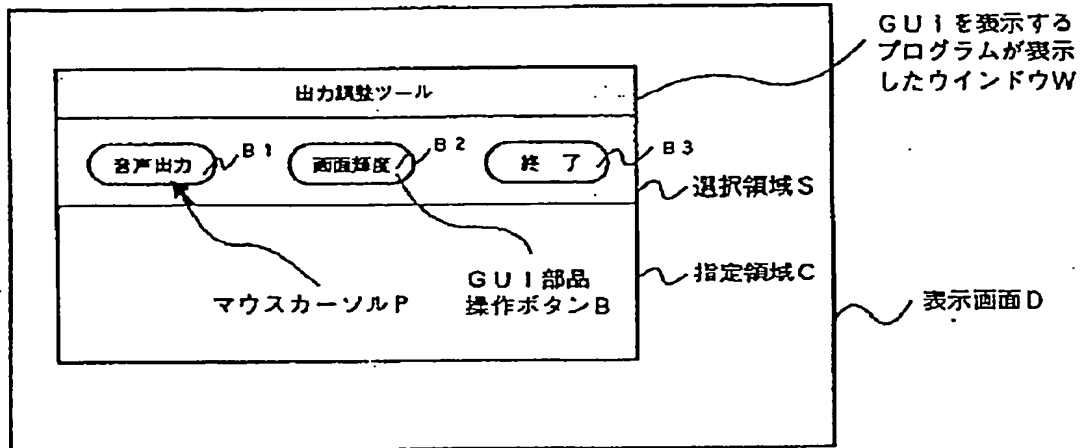 GUIを表示する
プログラムが表示
したウインドウW
出力調整ツール
音声出力
B1
画面輝度
B2
終 了
B3
選択領域S
マウスカーソルP
GUI部品
操作ボタンB
指定領域C
表示画面D